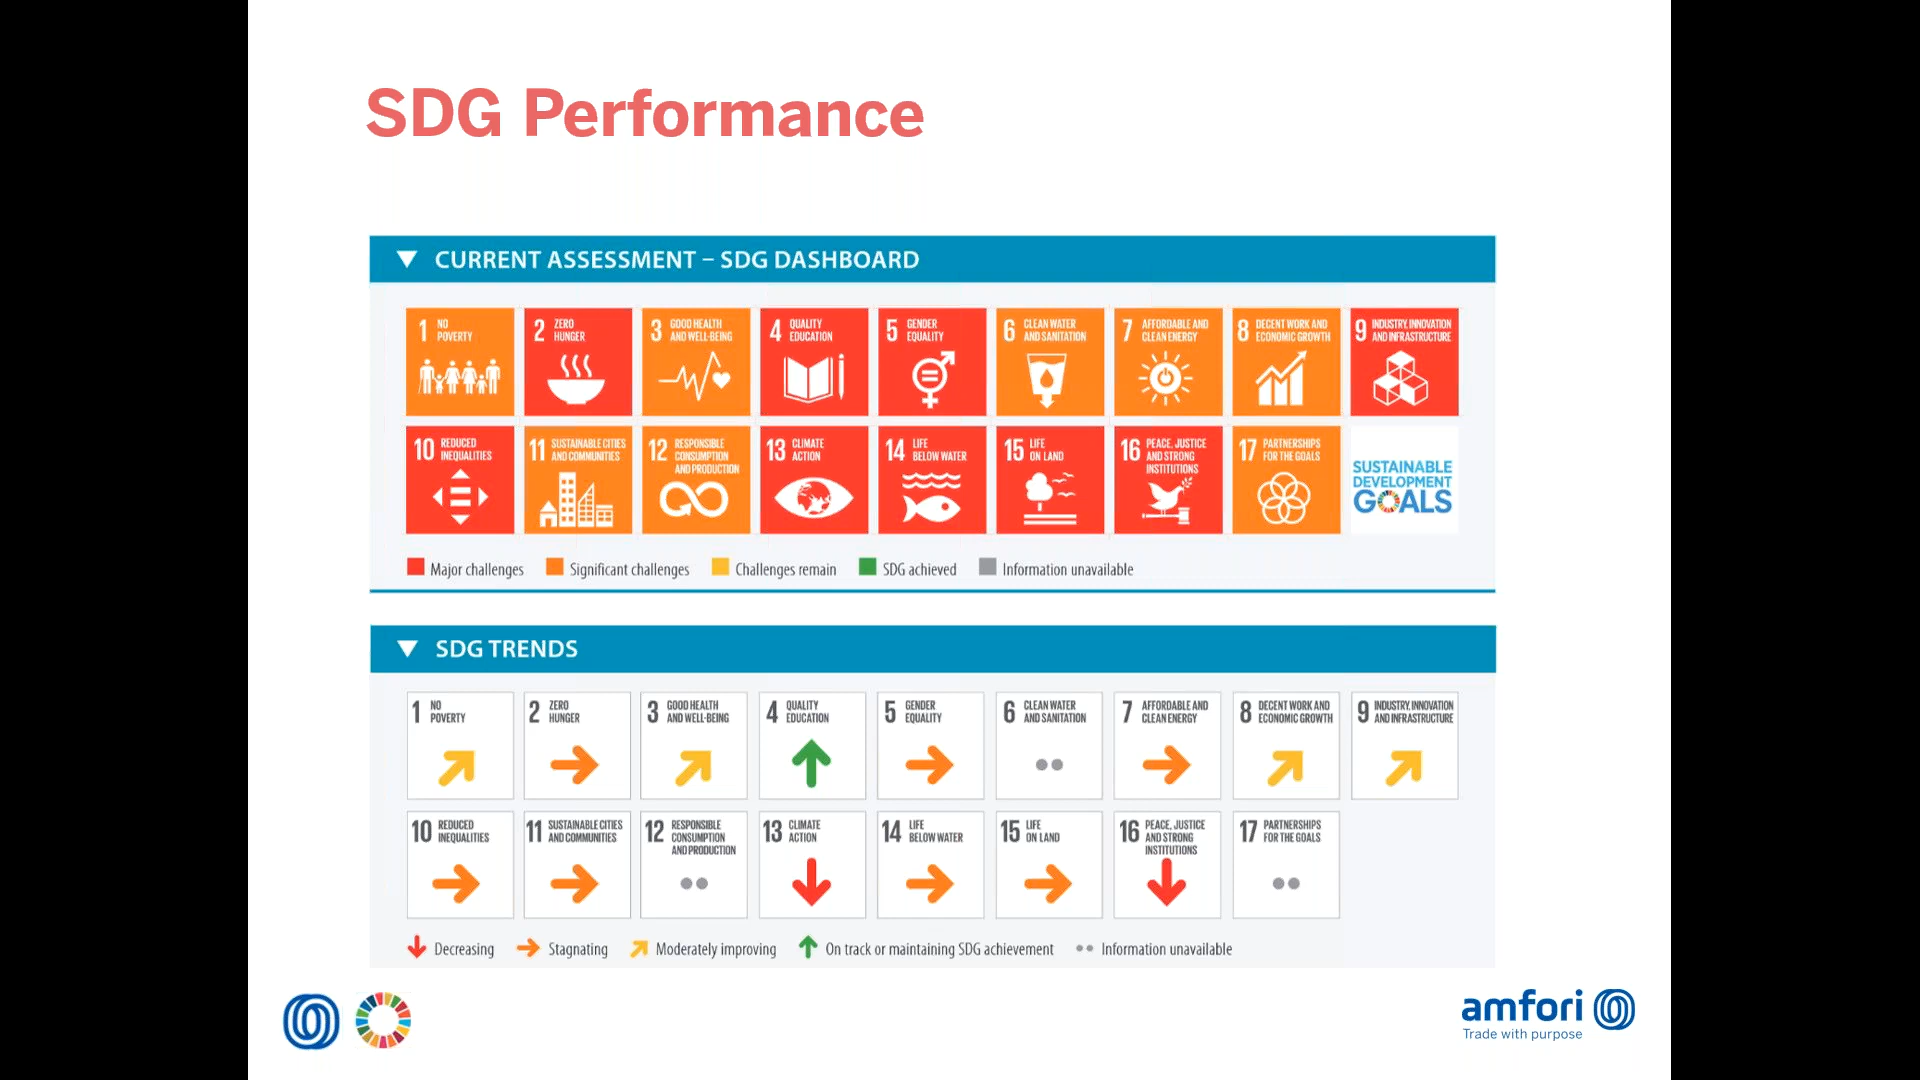 SDG Performance
CURRENT ASSESSMENT – SDG DASHBOARD
1 NO
POVERTY
2 ZERO
HUNGER
3 GOOD HEALTH
AND WELL-BEING
4 QUALITY
EDUCATION
5 GENDER
EQUALITY
6 CLEAN WATER
AND SANITATION
7 AFFORDABLE AND
CLEAN ENERGY
8 DECENT WORK AND
ECONOMIC GROWTH
9 INDUSTRY, INNOVATION
AND INFRASTRUCTURE
10 REDUCED
INEQUALITIES
11 SUSTAINABLE CITIES
AND COMMUNITIES
12 RESPONSIBLE
CONSUMPTION
AND PRODUCTION
13 CLIMATE
ACTION
14 LIFE
BELOW WATER
15 LIFE
ON LAND
16 PEACE, JUSTICE
AND STRONG
INSTITUTIONS
17 PARTNERSHIPS
FOR THE GOALS
SUSTAINABLE
DEVELOPMENT
GOALS
Major challenges
Significant challenges
Challenges remain
SDG achieved
Information unavailable
SDG TRENDS
1 NO
POVERTY
2 ZERO
HUNGER
3 GOOD HEALTH
AND WELL-BEING
4 QUALITY
EDUCATION
5 GENDER
EQUALITY
6 CLEAN WATER
AND SANITATION
7 AFFORDABLE AND
CLEAN ENERGY
8 DECENT WORK AND
ECONOMIC GROWTH
9 INDUSTRY, INNOVATION
AND INFRASTRUCTURE
10 REDUCED
INEQUALITIES
11 SUSTAINABLE CITIES
AND COMMUNITIES
12 RESPONSIBLE
CONSUMPTION
AND PRODUCTION
13 CLIMATE
ACTION
14 LIFE
BELOW WATER
15 LIFE
ON LAND
16 PEACE, JUSTICE
AND STRONG
INSTITUTIONS
17 PARTNERSHIPS
FOR THE GOALS
Decreasing
Stagnating
Moderately improving
On track or maintaining SDG achievement
Information unavailable
amfori
Trade with purpose